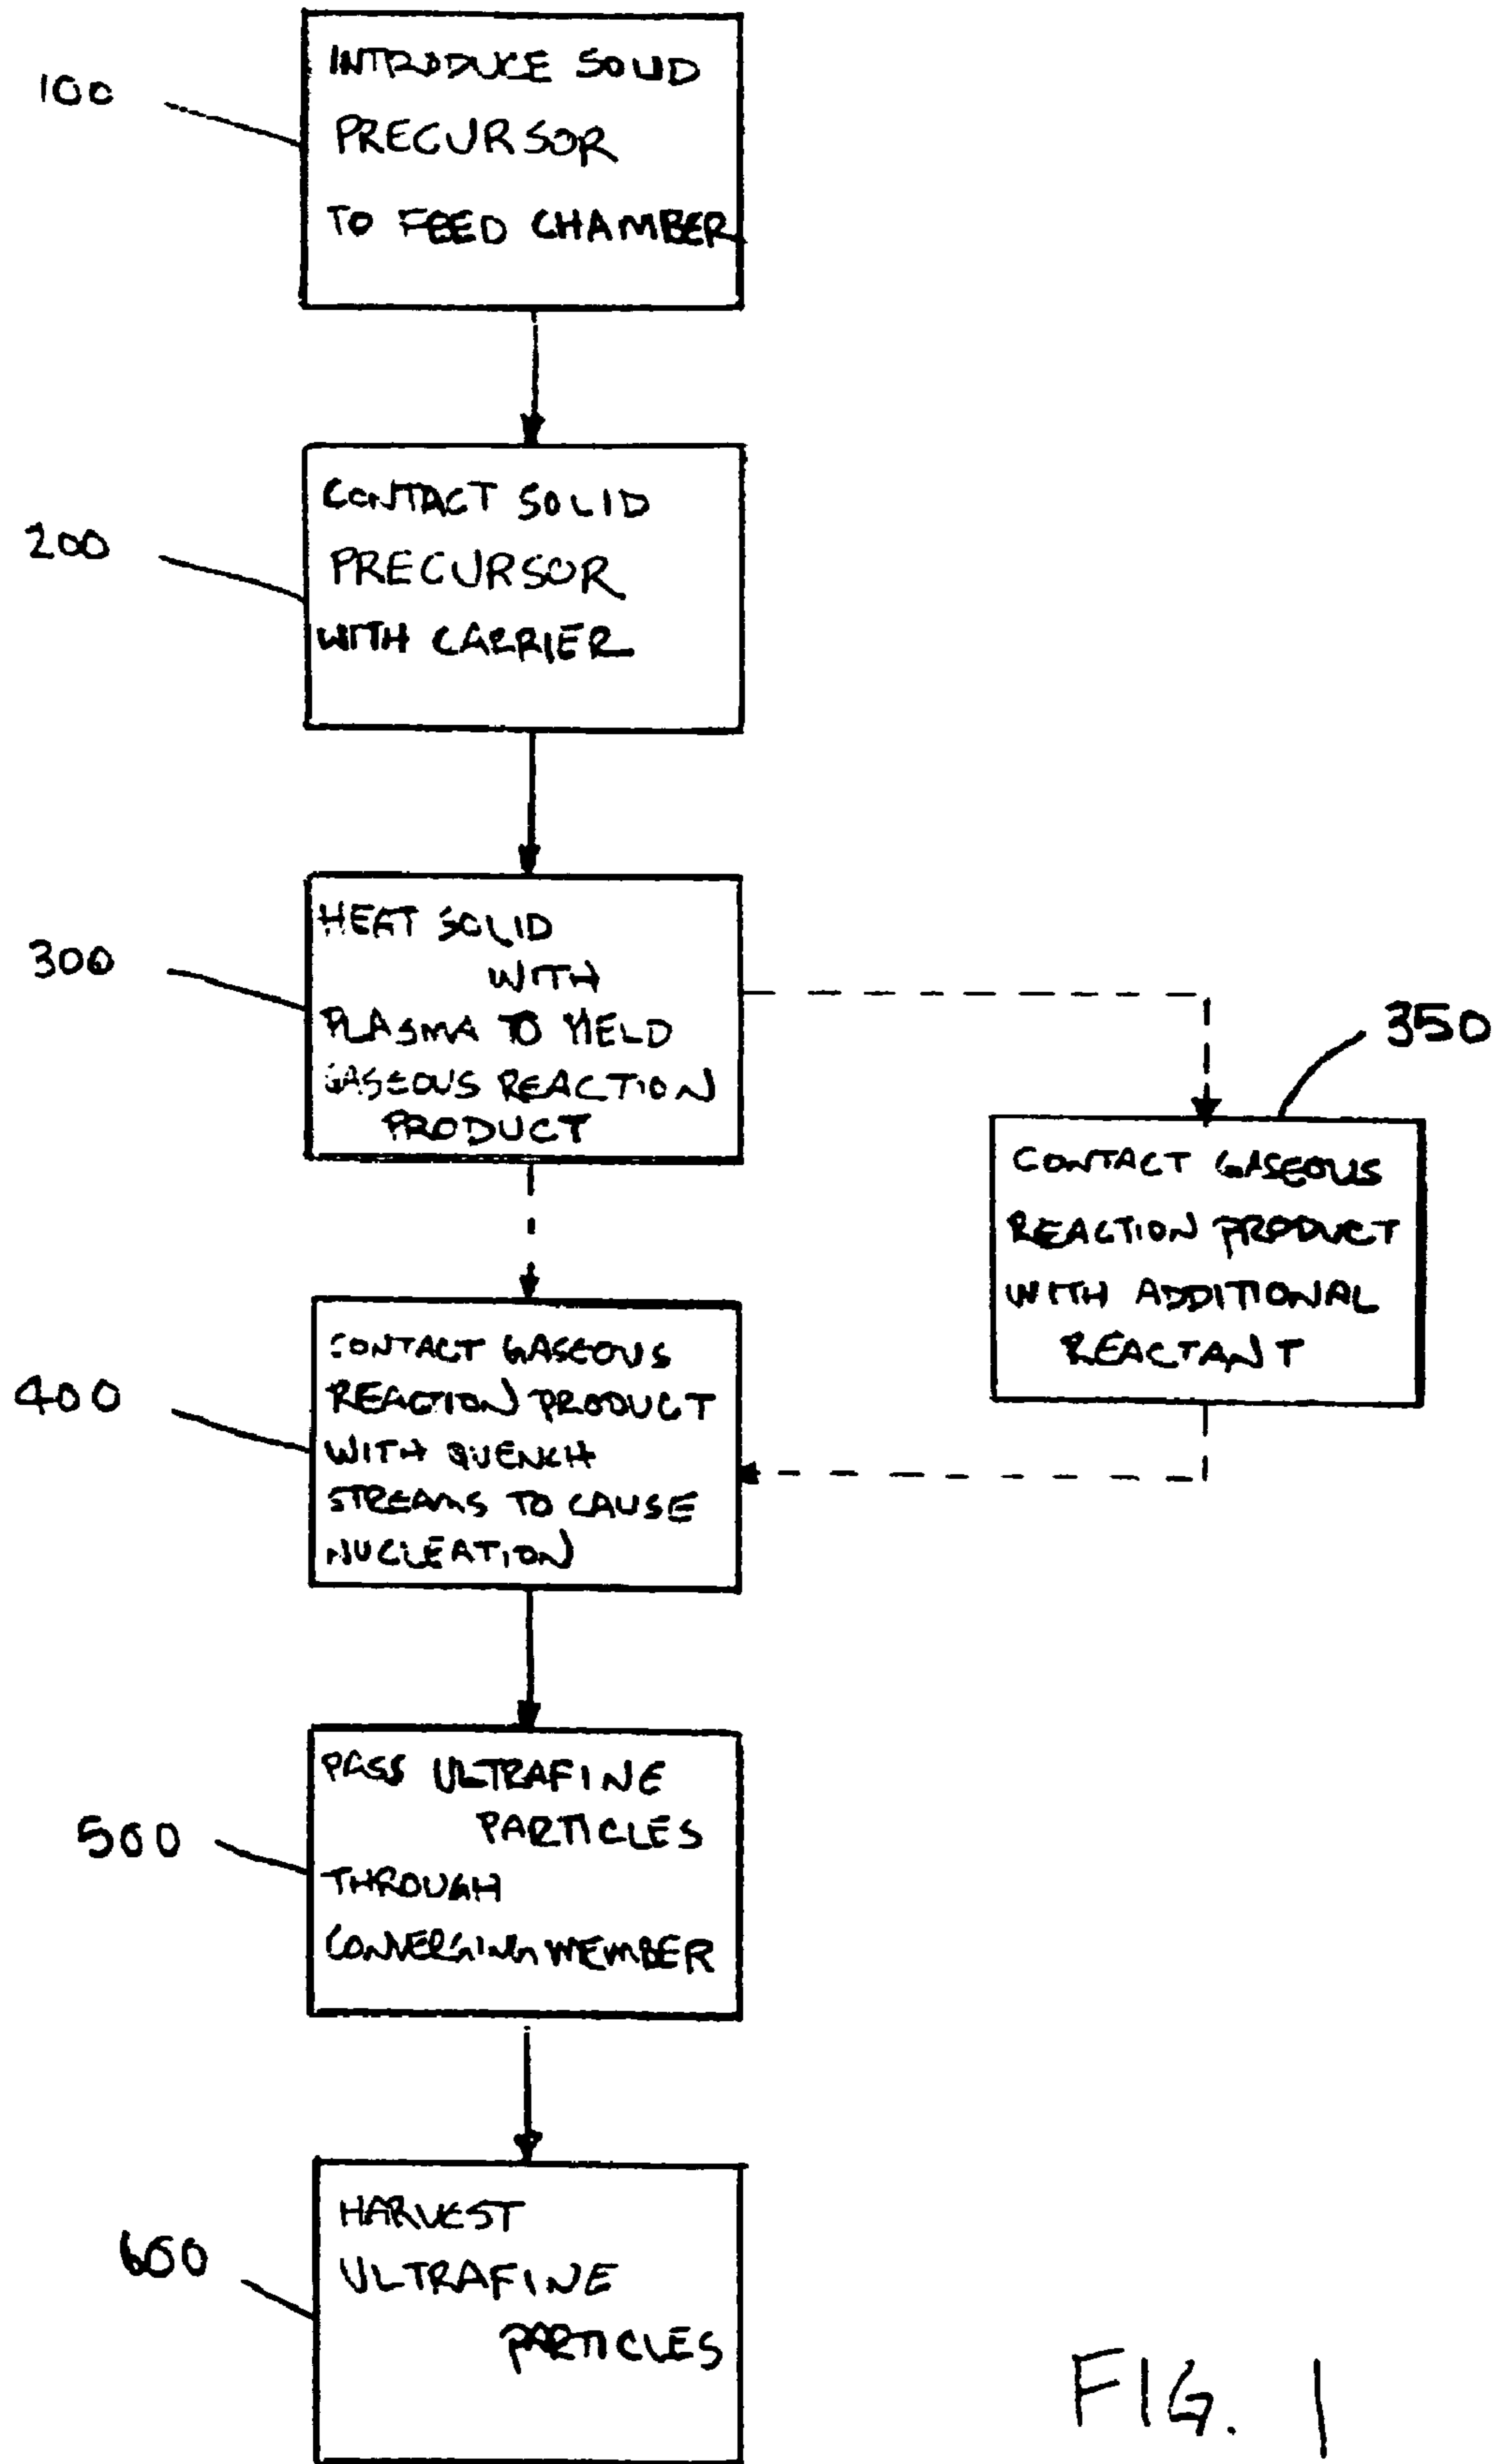 100
INTRODUCE SOLID
PRECURSOR
TO FEED CHAMBER
200
CONTACT SOLID
PRECURSOR
WITH CARRIER
300
HEAT SOLID
WITH
PLASMA TO YIELD
GASEOUS REACTION
PRODUCT
350
CONTACT GASEOUS
REACTION PRODUCT
WITH ADDITIONAL
REACTANT
400
CONTACT GASEOUS
REACTION PRODUCT
WITH QUENCH
STREAMS TO CAUSE
NUCLEATION
500
PASS ULTRAFINE
PARTICLES
THROUGH
CONVERGING MEMBER
600
HARVEST
ULTRAFINE
PARTICLES
FIG. 1